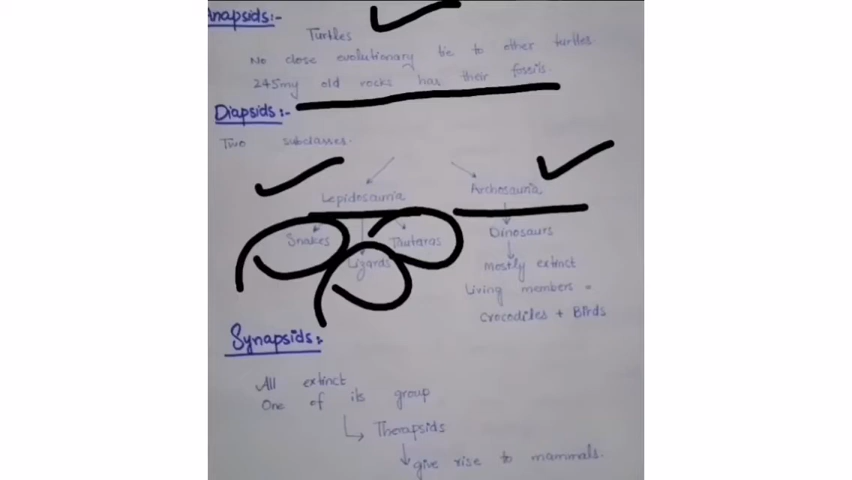 Anapsids:-
Turtles
No close evolutionary tie to other turtles.
245my old rocks has their fossils.
Diapsids:-
Two subclasses.
Lepidosauria Archosauria
Snakes Lizards Tautaras Dinosaurs
mostly extinct
Living members =
Crocodiles + Birds
Synapsids:-
All extinct
One of its group
Therapsids
give rise to mammals.